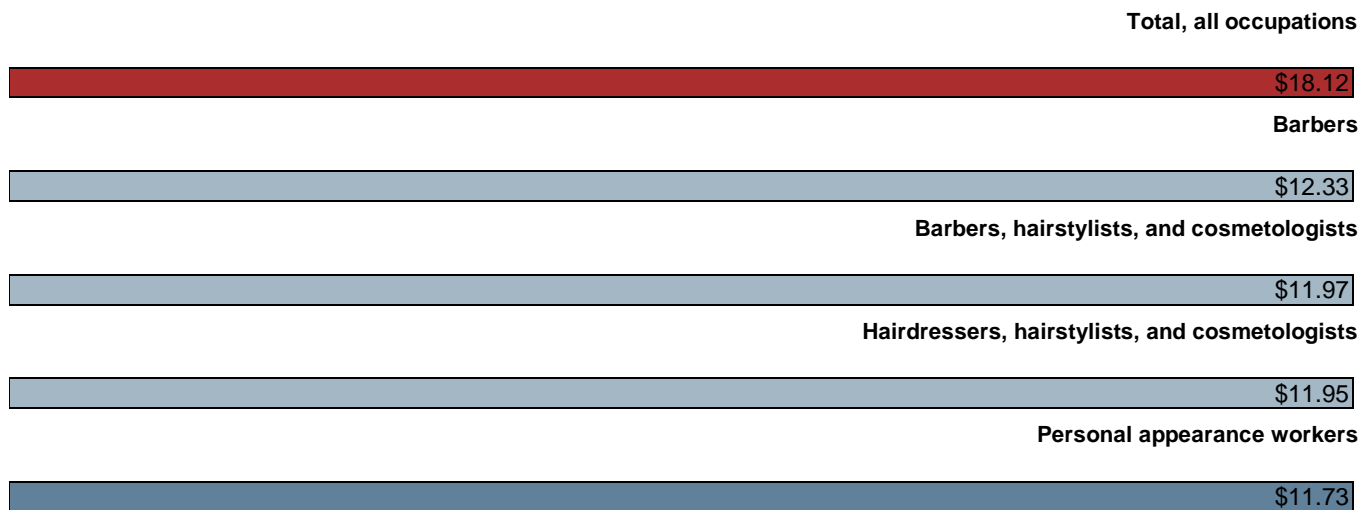 Total, all occupations
$18.12
Barbers
$12.33
Barbers, hairstylists, and cosmetologists
$11.97
Hairdressers, hairstylists, and cosmetologists
$11.95
Personal appearance workers
$11.73